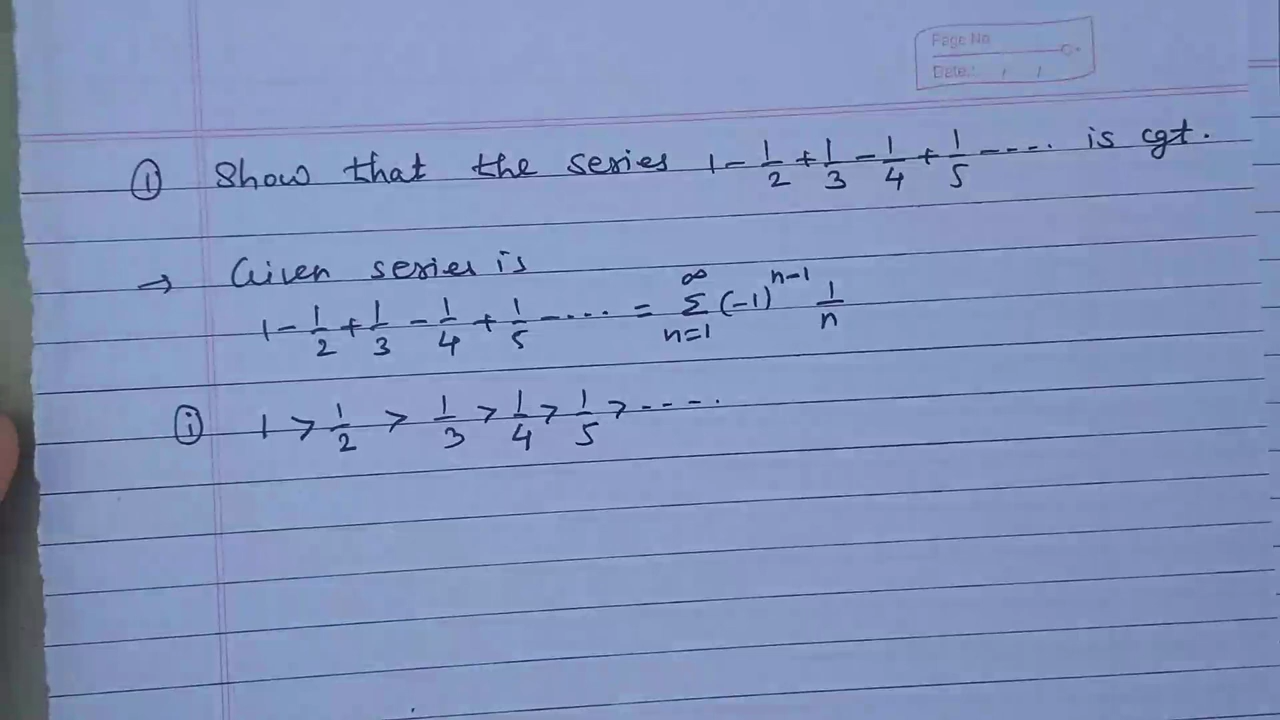 Page No
Date: / /
① Show that the series 1 - 1/2 + 1/3 - 1/4 + 1/5 - .... is cgt.
→ Given series is
1 - 1/2 + 1/3 - 1/4 + 1/5 - .... = ∞Σn=1 (-1)^n-1 1/n
ⓘ 1 > 1/2 > 1/3 > 1/4 > 1/5 > ----.